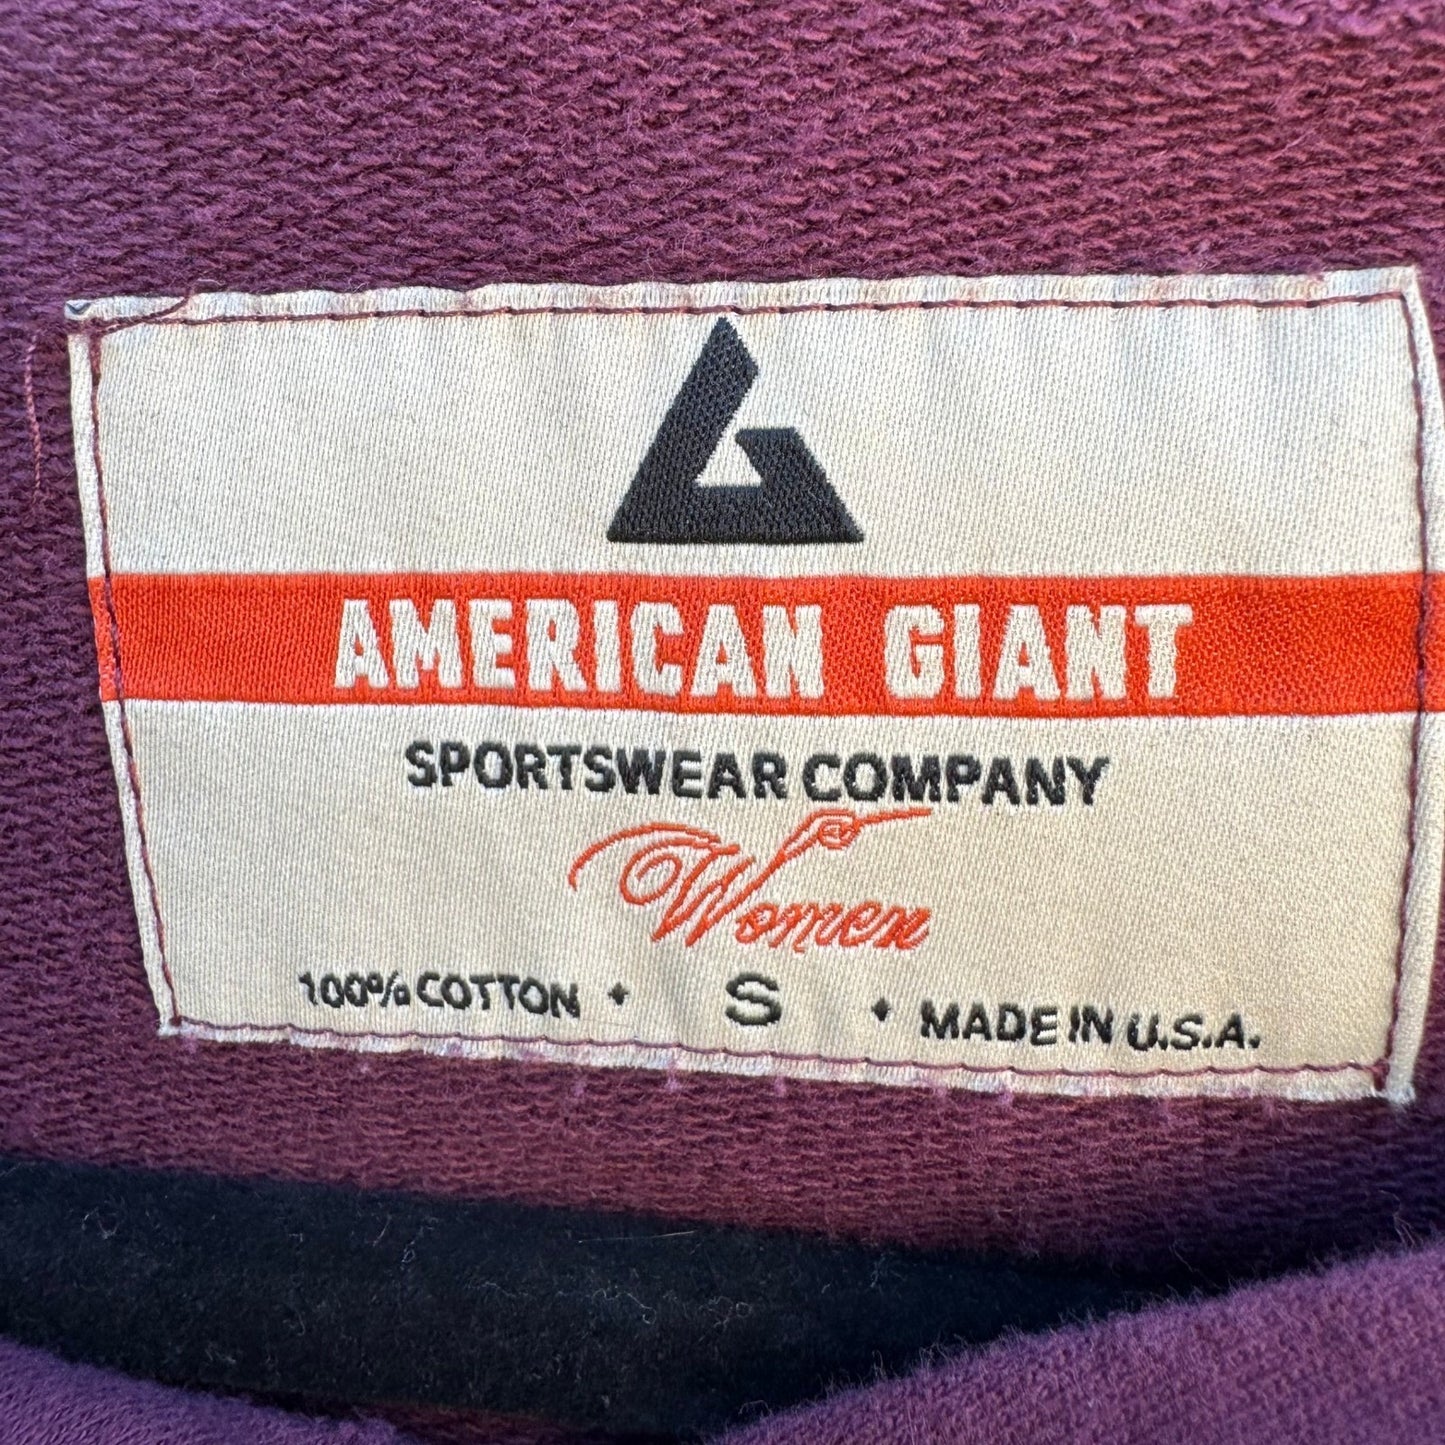 AMERICAN GIANT
SPORTSWEAR COMPANY
Women
100% COTTON • S • MADE IN U.S.A.